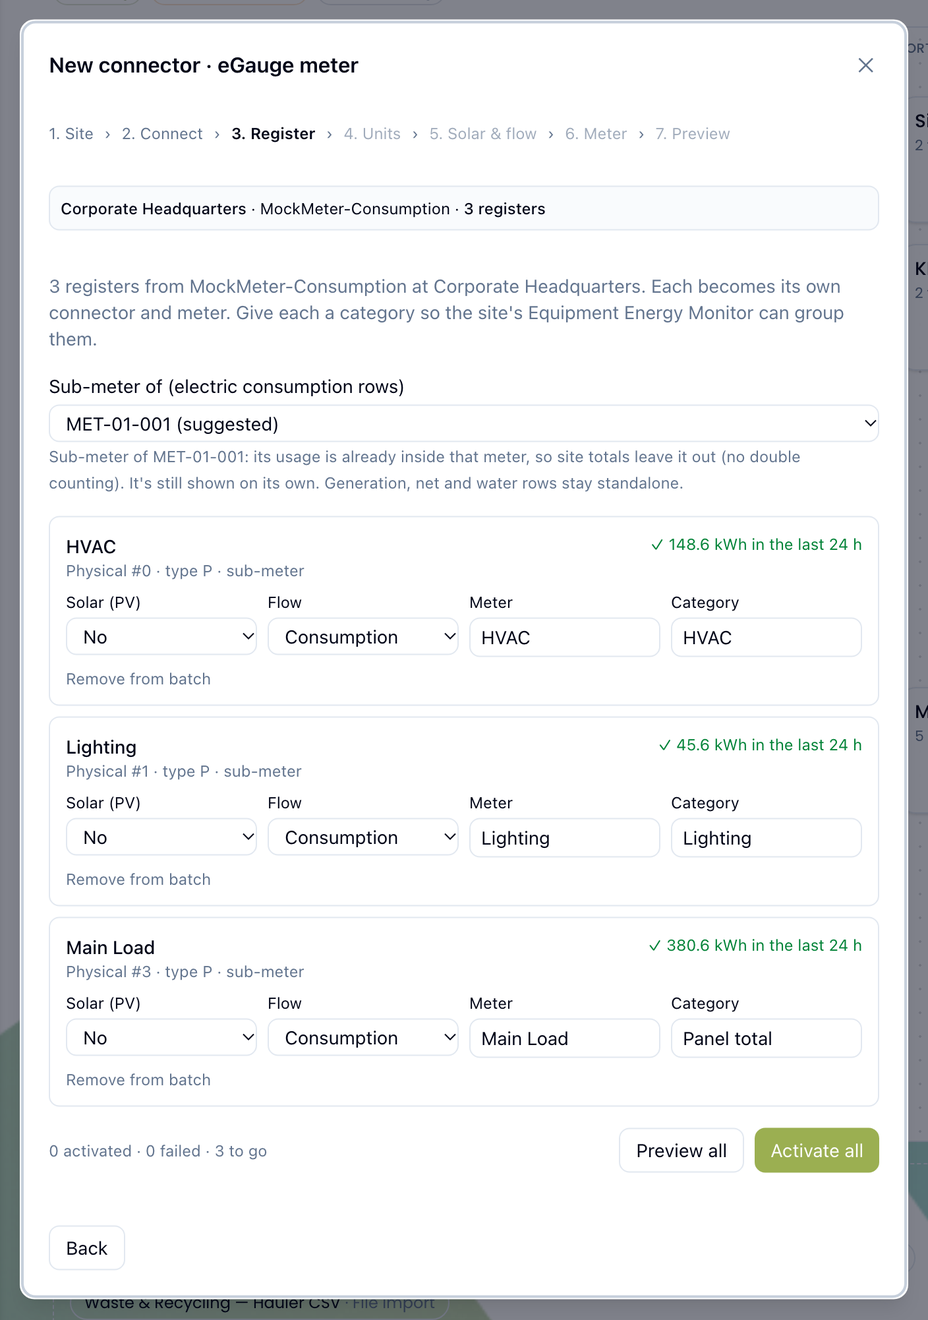 New connector · eGauge meter
1. Site › 2. Connect › 3. Register › 4. Units › 5. Solar & flow › 6. Meter › 7. Preview
Corporate Headquarters · MockMeter-Consumption · 3 registers
3 registers from MockMeter-Consumption at Corporate Headquarters. Each becomes its own
connector and meter. Give each a category so the site's Equipment Energy Monitor can group
them.
Sub-meter of (electric consumption rows)
MET-01-001 (suggested)
Sub-meter of MET-01-001: its usage is already inside that meter, so site totals leave it out (no double
counting). It's still shown on its own. Generation, net and water rows stay standalone.
HVAC
✓ 148.6 kWh in the last 24 h
Physical #0 · type P · sub-meter
Solar (PV) Flow Meter Category
No Consumption HVAC HVAC
Remove from batch
Lighting
✓ 45.6 kWh in the last 24 h
Physical #1 · type P · sub-meter
Solar (PV) Flow Meter Category
No Consumption Lighting Lighting
Remove from batch
Main Load
✓ 380.6 kWh in the last 24 h
Physical #3 · type P · sub-meter
Solar (PV) Flow Meter Category
No Consumption Main Load Panel total
Remove from batch
0 activated · 0 failed · 3 to go
Preview all
Activate all
Back
Waste & Recycling — Hauler CSV · File import